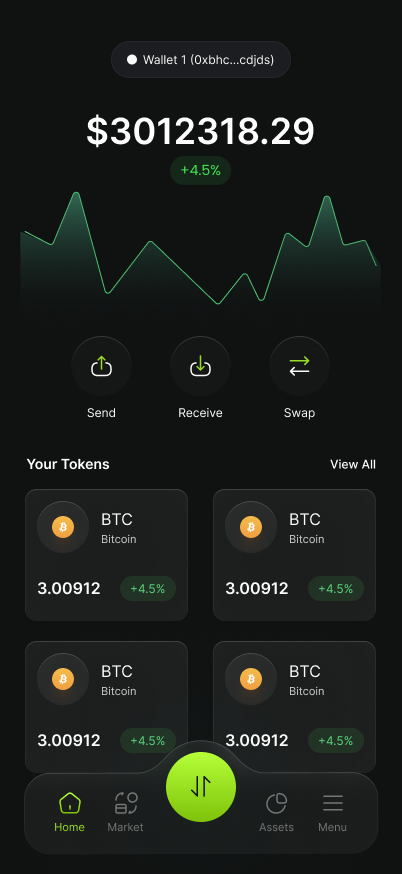 Wallet 1 (0xbhc...cdjds)
$3012318.29
+4.5%
Send Receive Swap
Your Tokens View All
BTC
Bitcoin
3.00912 +4.5%
BTC
Bitcoin
3.00912 +4.5%
BTC
Bitcoin
3.00912 +4.5%
BTC
Bitcoin
3.00912 +4.5%
Home Market Assets Menu